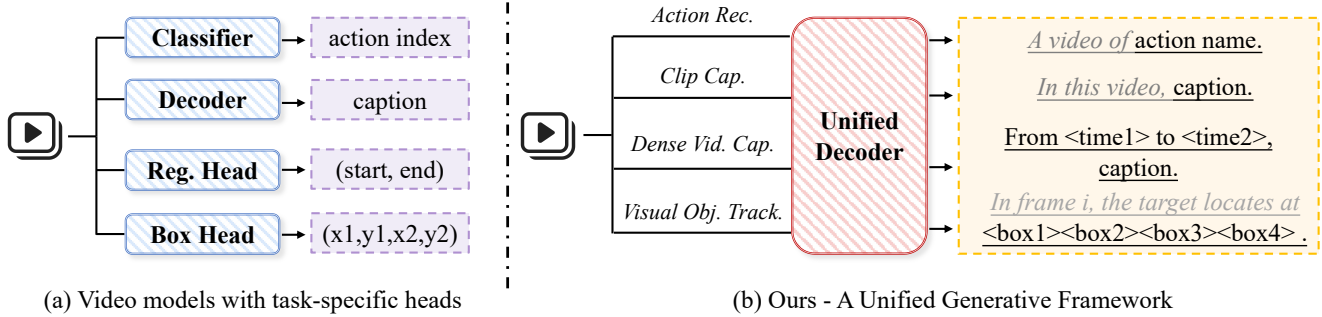 Classifier
action index
Decoder
caption
Reg. Head
(start, end)
Box Head
(x1,y1,x2,y2)
(a) Video models with task-specific heads
Action Rec.
Clip Cap.
Dense Vid. Cap.
Visual Obj. Track.
Unified
Decoder
A video of action name.
In this video, caption.
From <time1> to <time2>,
caption.
In frame i, the target locates at
<box1><box2><box3><box4> .
(b) Ours - A Unified Generative Framework